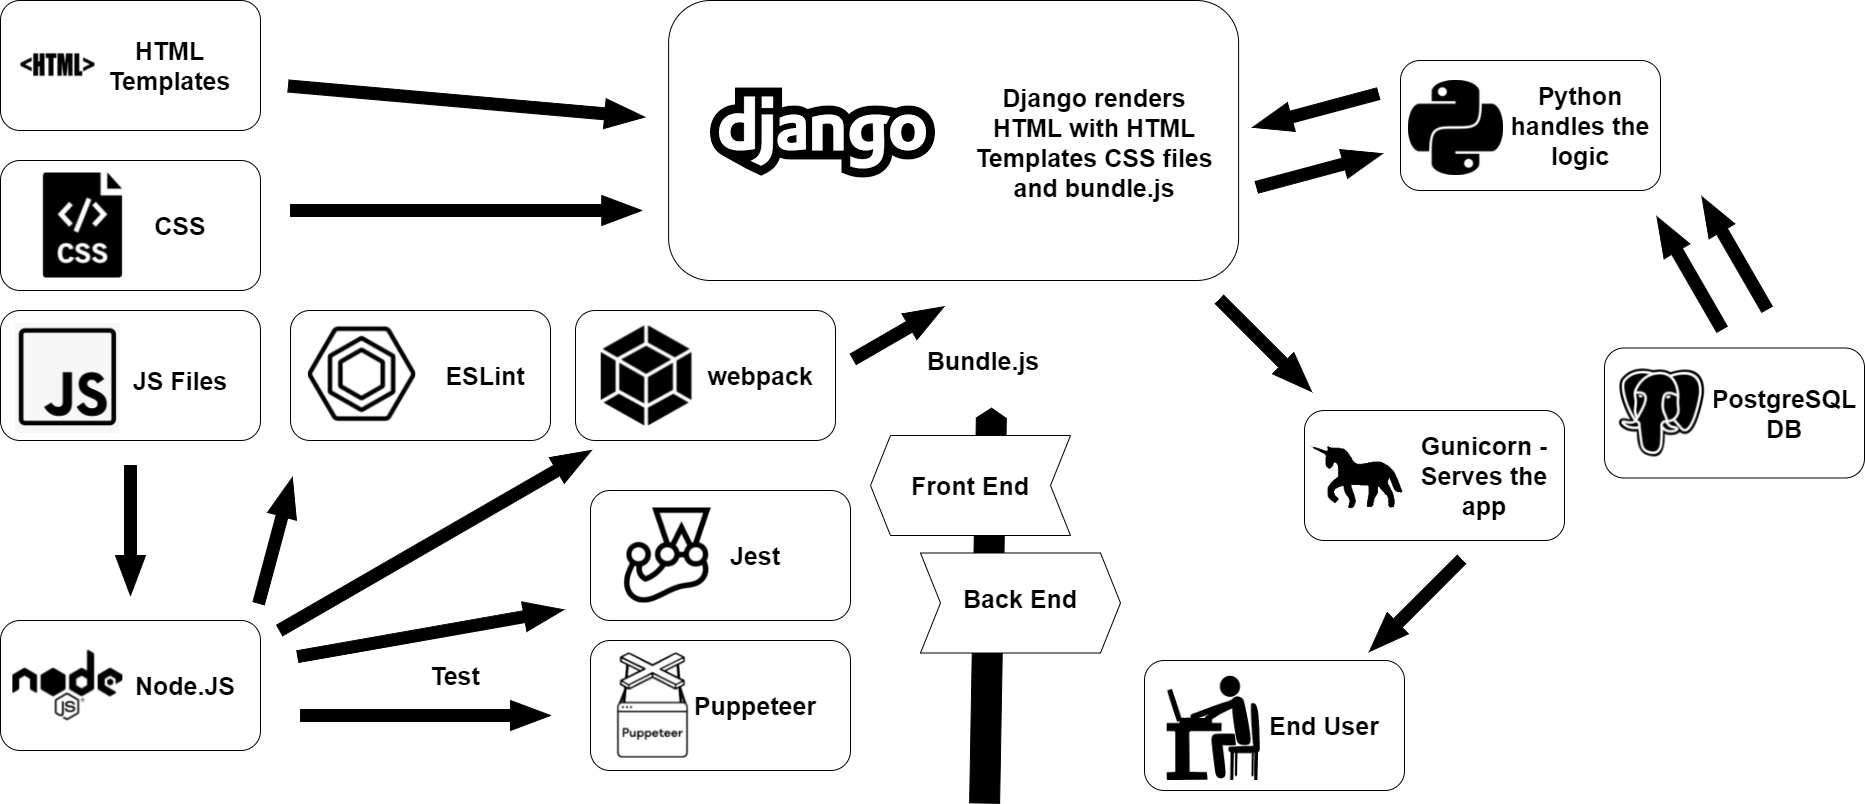 <HTML>
HTML
Templates
django
Django renders
HTML with HTML
Templates CSS files
and bundle.js
Python
handles the
logic
</>
CSS
CSS
JS
JS Files
ESLint
webpack
Bundle.js
PostgreSQL
DB
Front End
Gunicorn -
Serves the
app
Jest
Back End
node
JS
Node.JS
Test
Puppeteer
Puppeteer
End User